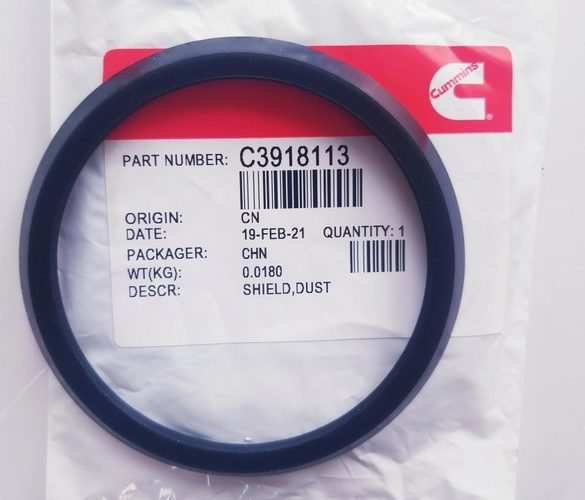 Cummins
®
PART NUMBER: C3918113
ORIGIN: CN
DATE: 19-FEB-21 QUANTITY: 1
PACKAGER: CHN
WT(KG): 0.0180
DESCR: SHIELD,DUST